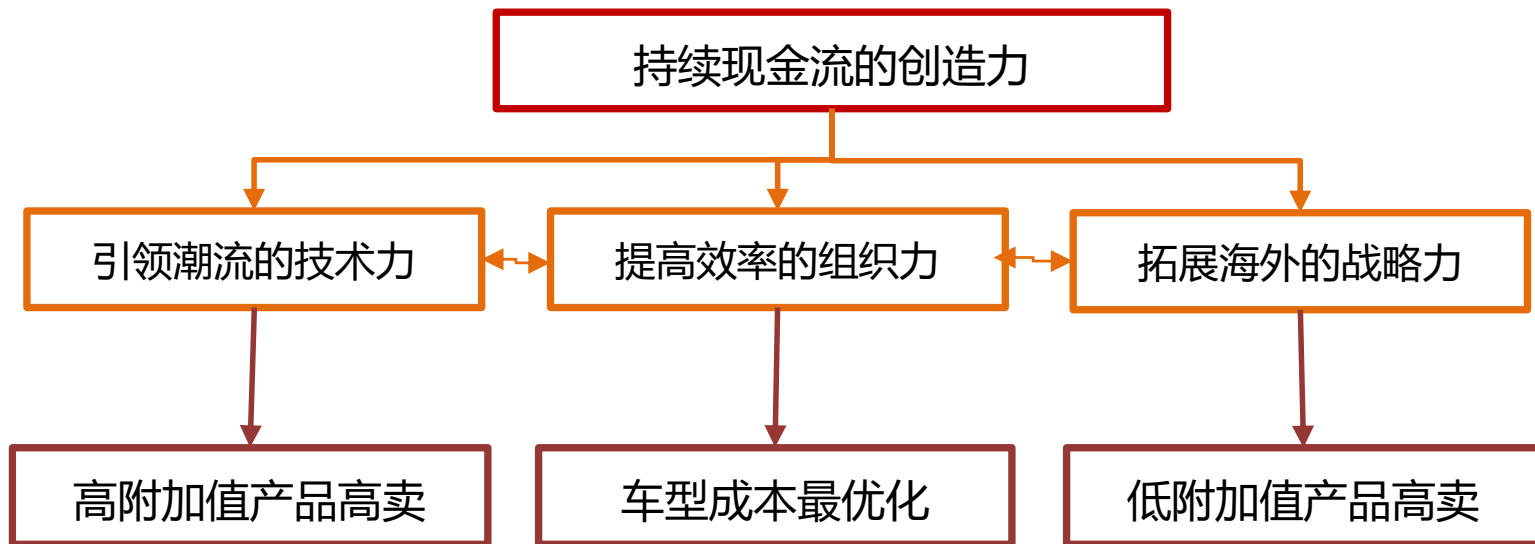 持续现金流的创造力
引领潮流的技术力
提高效率的组织力
拓展海外的战略力
高附加值产品高卖
车型成本最优化
低附加值产品高卖